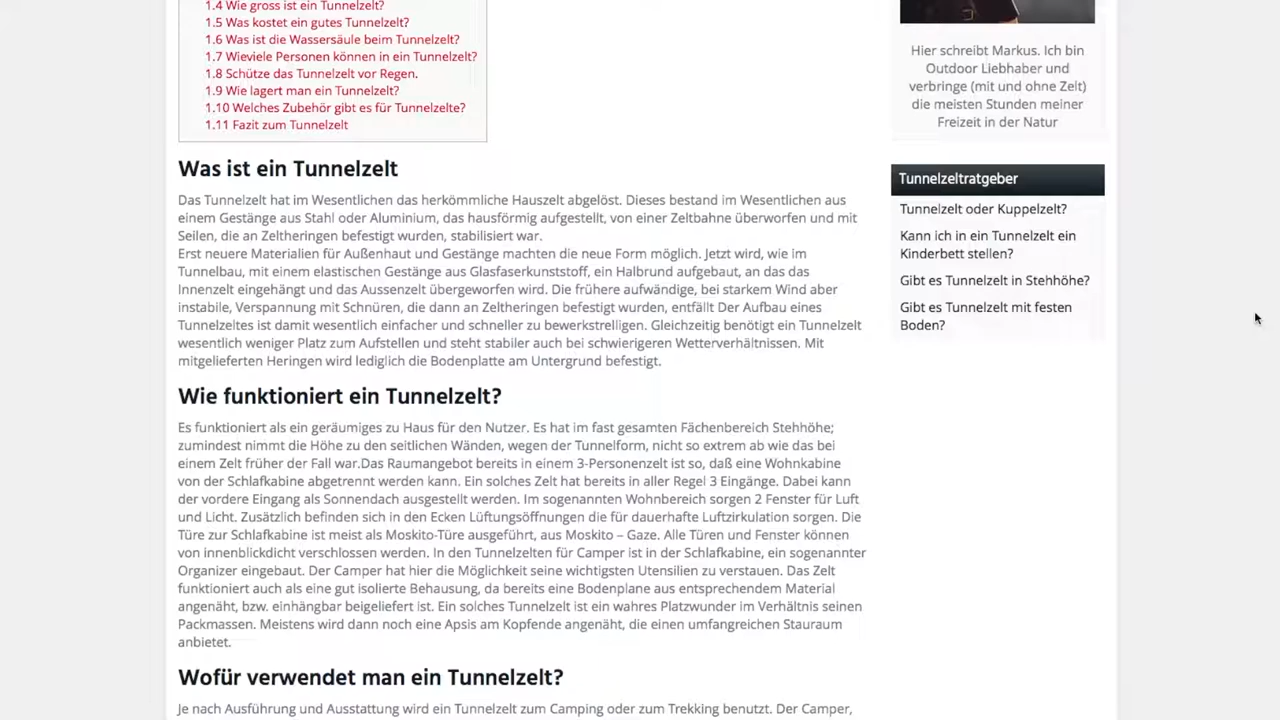 1.4 Wie gross ist ein Tunnelzelt?
1.5 Was kostet ein gutes Tunnelzelt?
1.6 Was ist die Wassersäule beim Tunnelzelt?
1.7 Wieviele Personen können in ein Tunnelzelt?
1.8 Schütze das Tunnelzelt vor Regen.
1.9 Wie lagert man ein Tunnelzelt?
1.10 Welches Zubehör gibt es für Tunnelzelte?
1.11 Fazit zum Tunnelzelt
Was ist ein Tunnelzelt
Das Tunnelzelt hat im Wesentlichen das herkömmliche Hauszelt abgelöst. Dieses bestand im Wesentlichen aus
einem Gestänge aus Stahl oder Aluminium, das hausförmig aufgestellt, von einer Zeltbahne überworfen und mit
Seilen, die an Zeltheringen befestigt wurden, stabilisiert war.
Erst neuere Materialien für Außenhaut und Gestänge machten die neue Form möglich. Jetzt wird, wie im
Tunnelbau, mit einem elastischen Gestänge aus Glasfaserkunststoff, ein Halbrund aufgebaut, an das das
Innenzelt eingehängt und das Aussenzelt übergeworfen wird. Die frühere aufwändige, bei starkem Wind aber
instabile, Verspannung mit Schnüren, die dann an Zeltheringen befestigt wurden, entfällt Der Aufbau eines
Tunnelzeltes ist damit wesentlich einfacher und schneller zu bewerkstrelligen. Gleichzeitig benötigt ein Tunnelzelt
wesentlich weniger Platz zum Aufstellen und steht stabiler auch bei schwierigeren Wetterverhältnissen. Mit
mitgelieferten Heringen wird lediglich die Bodenplatte am Untergrund befestigt.
Wie funktioniert ein Tunnelzelt?
Es funktioniert als ein geräumiges zu Haus für den Nutzer. Es hat im fast gesamten Fächenbereich Stehhöhe;
zumindest nimmt die Höhe zu den seitlichen Wänden, wegen der Tunnelform, nicht so extrem ab wie das bei
einem Zelt früher der Fall war.Das Raumangebot bereits in einem 3-Personenzelt ist so, daß eine Wohnkabine
von der Schlafkabine abgetrennt werden kann. Ein solches Zelt hat bereits in aller Regel 3 Eingänge. Dabei kann
der vordere Eingang als Sonnendach ausgestellt werden. Im sogenannten Wohnbereich sorgen 2 Fenster für Luft
und Licht. Zusätzlich befinden sich in den Ecken Lüftungsöffnungen die für dauerhafte Luftzirkulation sorgen. Die
Türe zur Schlafkabine ist meist als Moskito-Türe ausgeführt, aus Moskito – Gaze. Alle Türen und Fenster können
von innenblickdicht verschlossen werden. In den Tunnelzelten für Camper ist in der Schlafkabine, ein sogenannter
Organizer eingebaut. Der Camper hat hier die Möglichkeit seine wichtigsten Utensilien zu verstauen. Das Zelt
funktioniert auch als eine gut isolierte Behausung, da bereits eine Bodenplane aus entsprechendem Material
angenäht, bzw. einhängbar beigeliefert ist. Ein solches Tunnelzelt ist ein wahres Platzwunder im Verhältnis seinen
Packmassen. Meistens wird dann noch eine Apsis am Kopfende angenäht, die einen umfangreichen Stauraum
anbietet.
Wofür verwendet man ein Tunnelzelt?
Je nach Ausführung und Ausstattung wird ein Tunnelzelt zum Camping oder zum Trekking benutzt. Der Camper,
Hier schreibt Markus. Ich bin
Outdoor Liebhaber und
verbringe (mit und ohne Zelt)
die meisten Stunden meiner
Freizeit in der Natur
Tunnelzeltratgeber
Tunnelzelt oder Kuppelzelt?
Kann ich in ein Tunnelzelt ein
Kinderbett stellen?
Gibt es Tunnelzelt in Stehhöhe?
Gibt es Tunnelzelt mit festen
Boden?